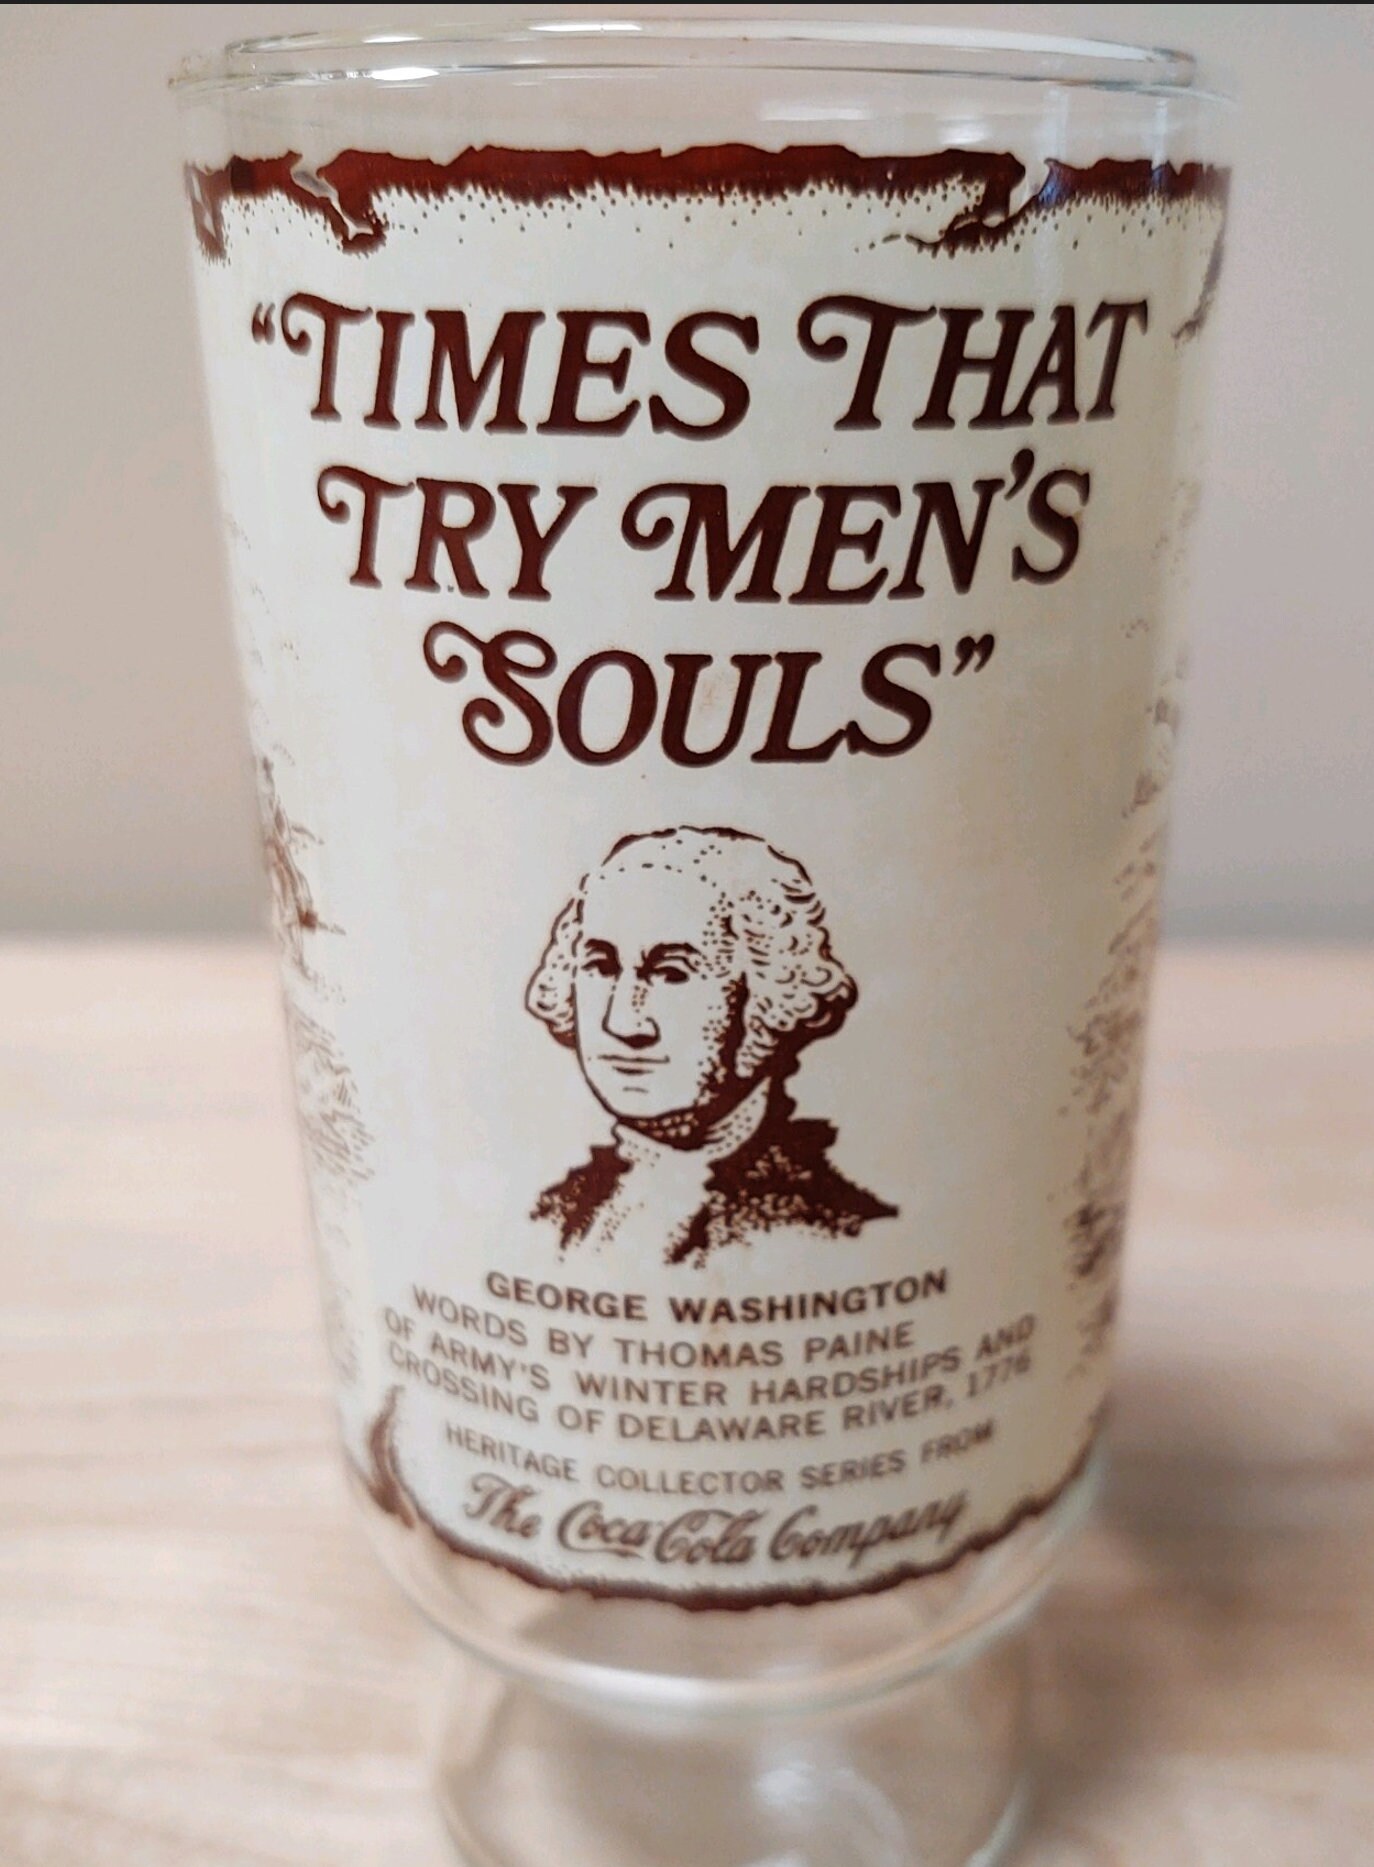 “TIMES THAT
TRY MEN’S
SOULS”
GEORGE WASHINGTON
WORDS BY THOMAS PAINE
OF ARMY'S WINTER HARDSHIPS AND
CROSSING OF DELAWARE RIVER, 1776
HERITAGE COLLECTOR SERIES FROM
The Coca-Cola Company